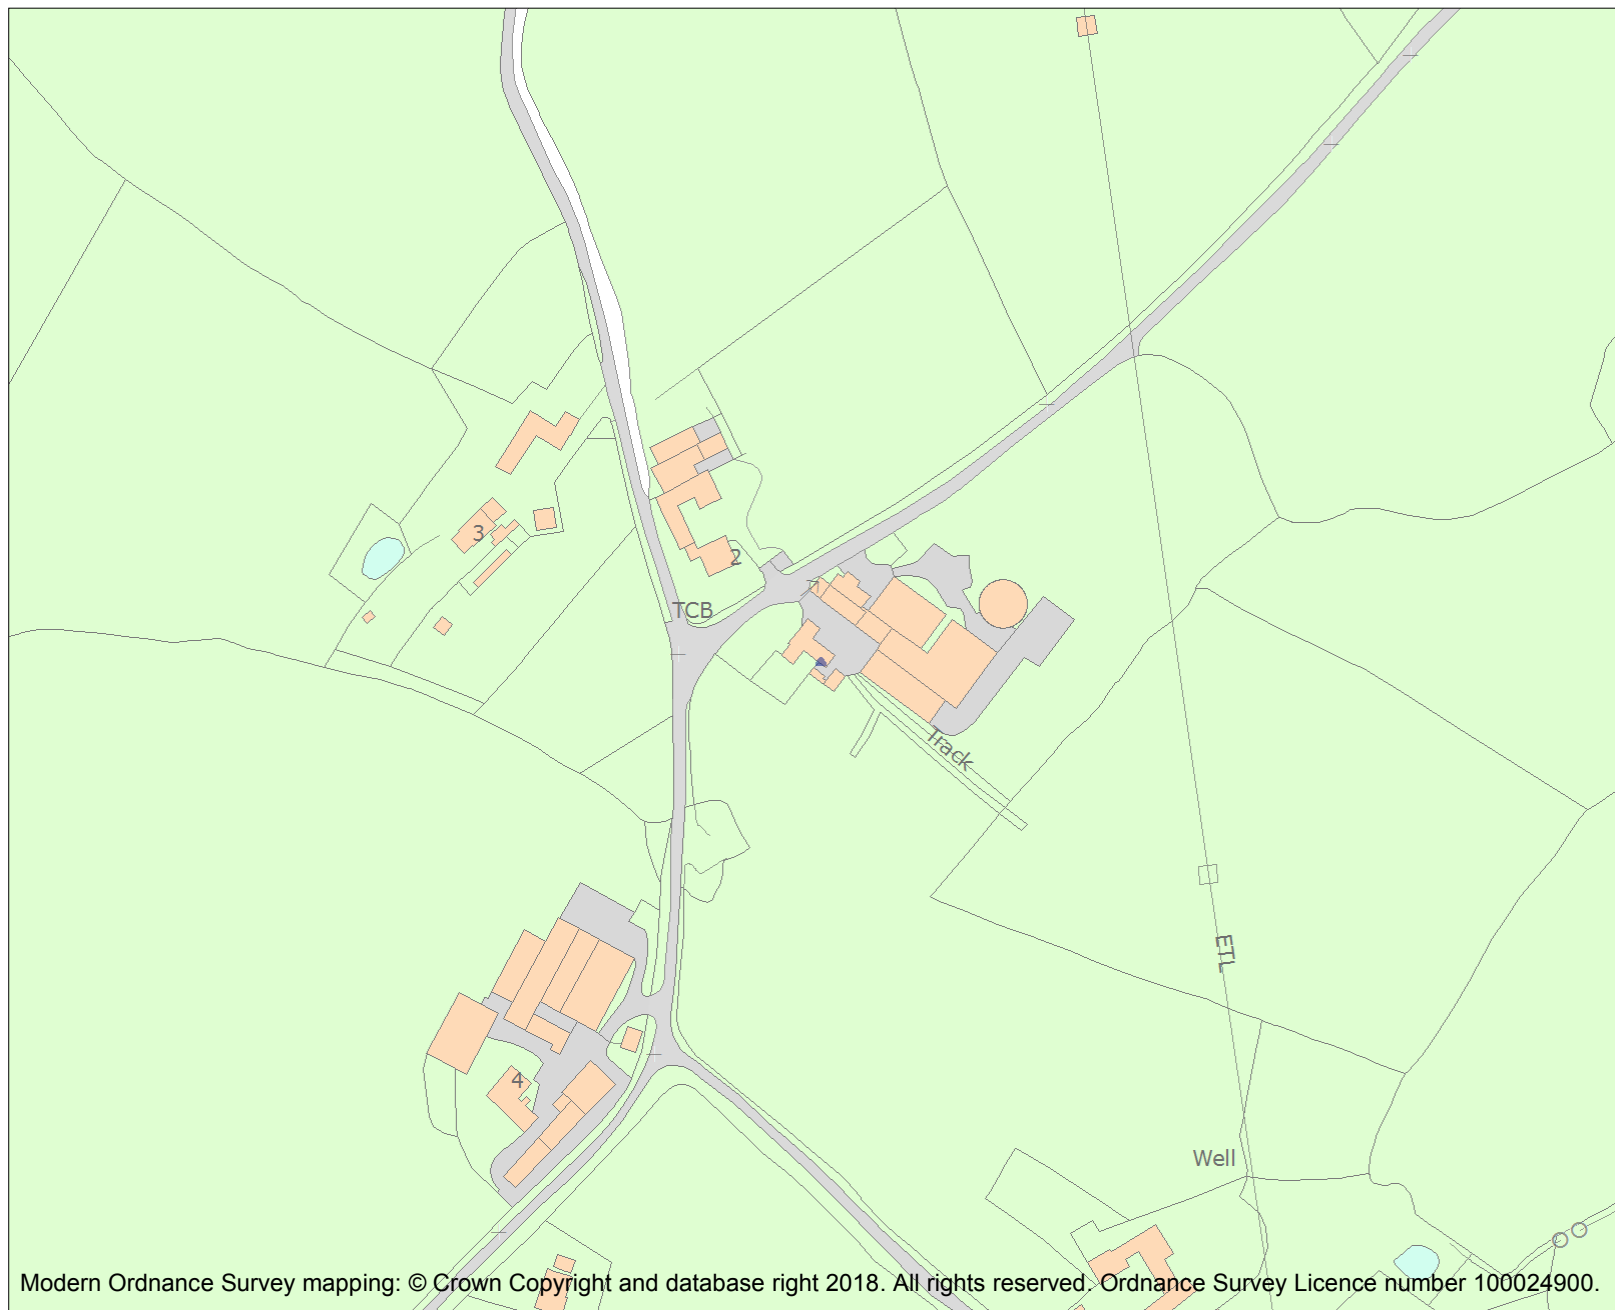 3
2
TCB
Track
ETL
4
Well
Modern Ordnance Survey mapping: © Crown Copyright and database right 2018. All rights reserved. Ordnance Survey Licence number 100024900.